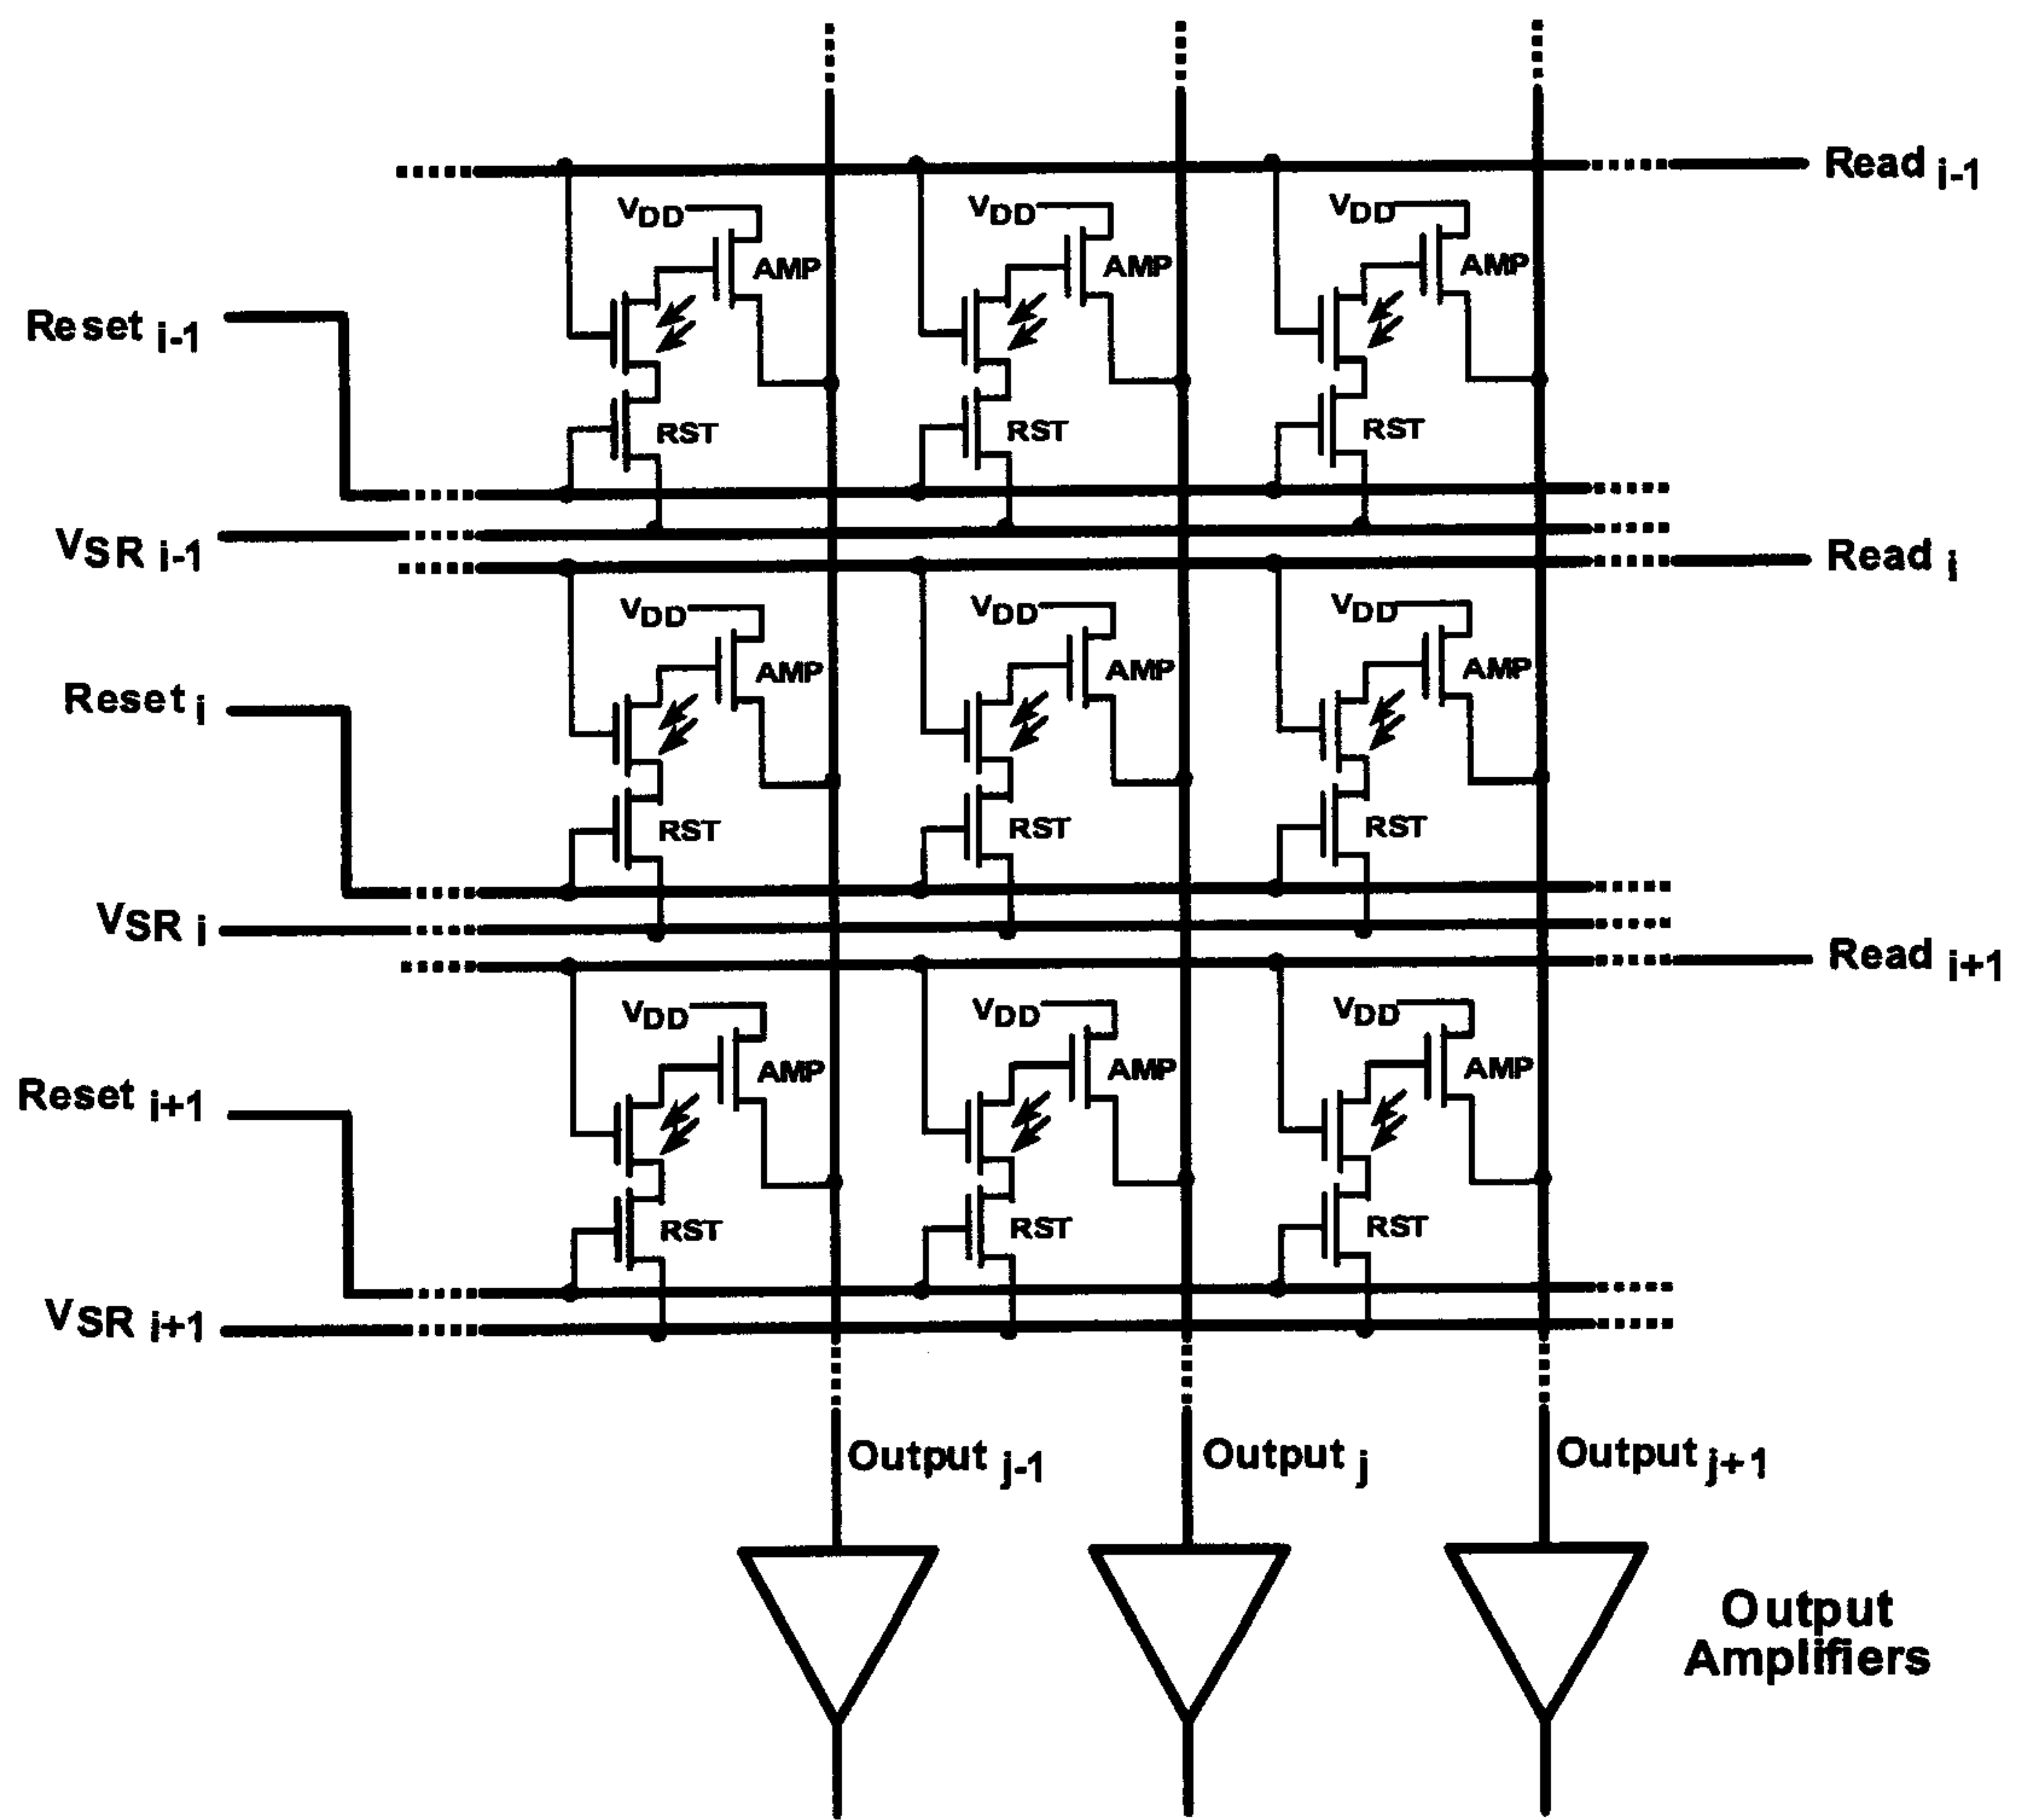 Read i-1
VDD VDD VDD
AMP AMP AMP
Reset i-1
RST RST RST
VSR i-1
Read i
VDD VDD VDD
AMP AMP AMP
Reset i
RST RST RST
VSR i
Read i+1
VDD VDD VDD
AMP AMP AMP
Reset i+1
RST RST RST
VSR i+1
Output j-1 Output j Output j+1
Output
Amplifiers